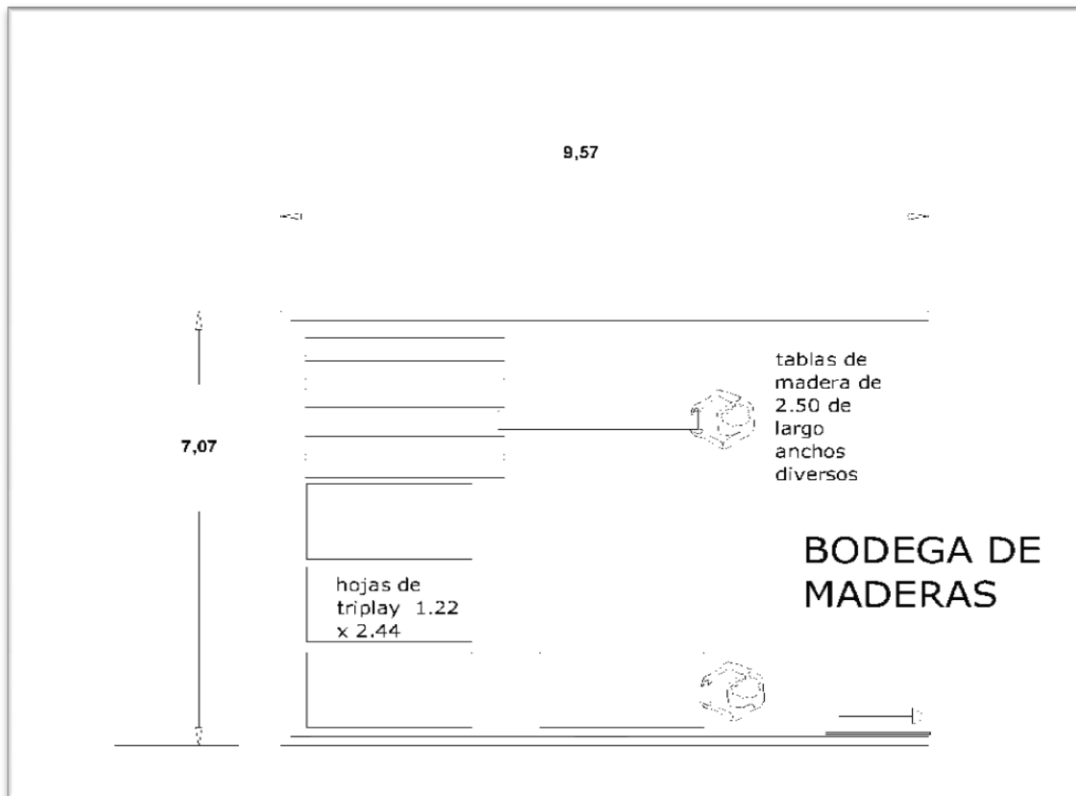 9,57
tablas de
madera de
2.50 de
largo
anchos
diversos
7,07
BODEGA DE
MADERAS
hojas de
triplay 1.22
x 2.44